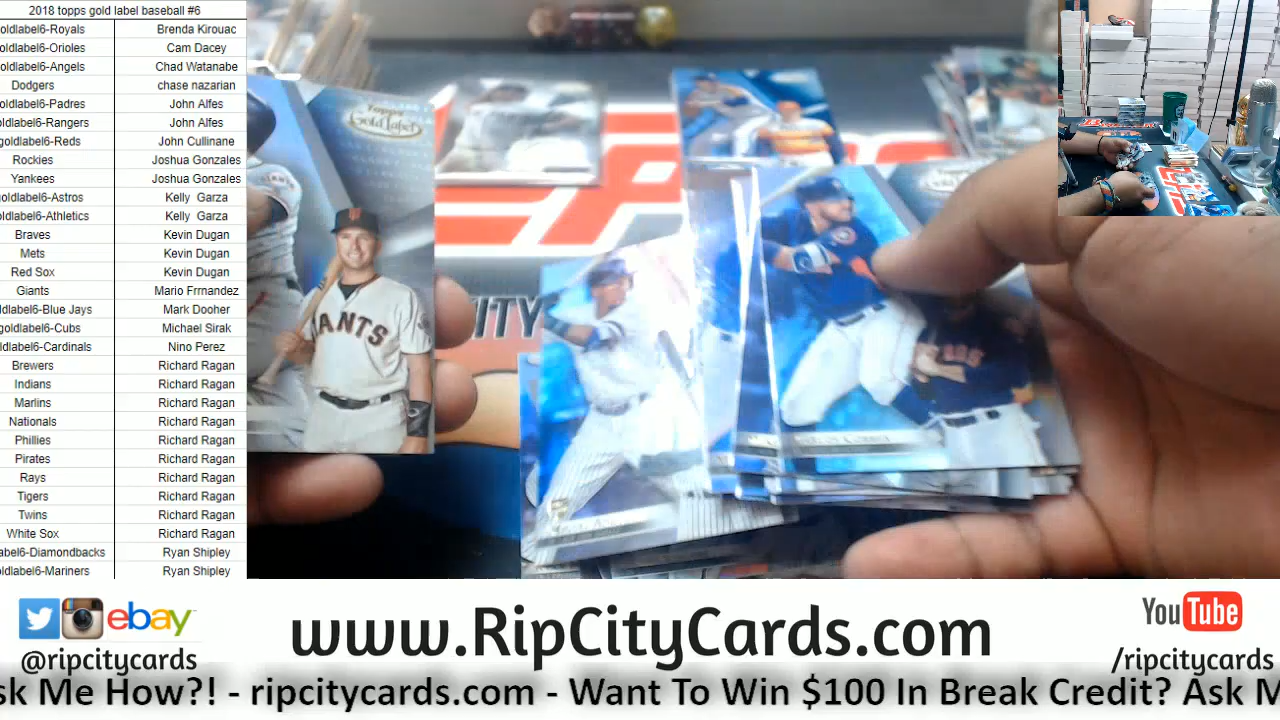 2018 topps gold label baseball #6
oldlabel6-Royals Brenda Kirouac
oldlabel6-Orioles Cam Dacey
oldlabel6-Angels Chad Watanabe
Dodgers chase nazarian
oldlabel6-Padres John Alfes
oldlabel6-Rangers John Alfes
goldlabel6-Reds John Cullinane
Rockies Joshua Gonzales
Yankees Joshua Gonzales
goldlabel6-Astros Kelly Garza
oldlabel6-Athletics Kelly Garza
Braves Kevin Dugan
Mets Kevin Dugan
Red Sox Kevin Dugan
Giants Mario Frrnandez
ldlabel6-Blue Jays Mark Dooher
goldlabel6-Cubs Michael Sirak
ldlabel6-Cardinals Nino Perez
Brewers Richard Ragan
Indians Richard Ragan
Marlins Richard Ragan
Nationals Richard Ragan
Phillies Richard Ragan
Pirates Richard Ragan
Rays Richard Ragan
Tigers Richard Ragan
Twins Richard Ragan
White Sox Richard Ragan
label6-Diamondbacks Ryan Shipley
oldlabel6-Mariners Ryan Shipley
Topps
Gold Label
GIANTS
CITY
ebay
@ripcitycards
www.RipCityCards.com
YouTube
/ripcitycards
sk Me How?! - ripcitycards.com - Want To Win $100 In Break Credit? Ask M